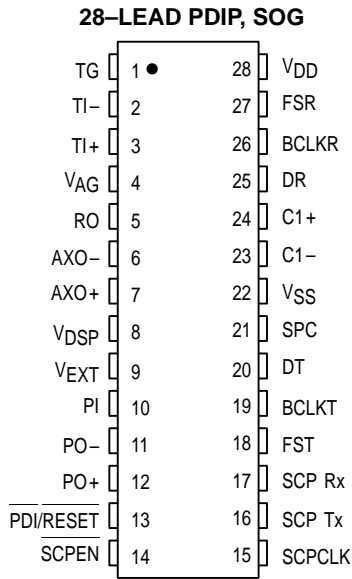 28–LEAD PDIP, SOG
TG 1 28 VDD
TI– 2 27 FSR
TI+ 3 26 BCLKR
VAG 4 25 DR
RO 5 24 C1+
AXO– 6 23 C1–
AXO+ 7 22 VSS
VDSP 8 21 SPC
VEXT 9 20 DT
PI 10 19 BCLKT
PO– 11 18 FST
PO+ 12 17 SCP Rx
PDI/RESET 13 16 SCP Tx
SCPEN 14 15 SCPCLK